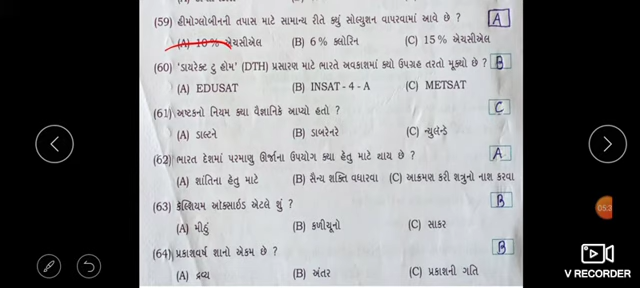 (59) હીમોગ્લોબીનની તપાસ માટે સામાન્ય રીતે ક્યું સોલ્યુશન વાપરવામાં આવે છે ? A
(A) 10 % એચસીએલ (B) 6 % ક્લોરિન (C) 15 % એચસીએલ
(60) 'ડાયરેક્ટ ટુ હોમ' (DTH) પ્રસારણ માટે ભારતે અવકાશમાં ક્યો ઉપગ્રહ તરતો મૂક્યો છે ? B
(A) EDUSAT (B) INSAT - 4 - A (C) METSAT
(61) અષ્ટકનો નિયમ ક્યા વૈજ્ઞાનિકે આપ્યો હતો ? C
(A) ડાલ્ટને (B) ડાબરેનરે (C) ન્યુલેન્ડે
(62) ભારત દેશમાં પરમાણુ ઊર્જાના ઉપયોગ ક્યા હેતુ માટે થાય છે ? A
(A) શાંતિના હેતુ માટે (B) સૈન્ય શક્તિ વધારવા (C) આક્રમણ કરી શત્રુનો નાશ કરવા
(63) કેલ્શિયમ ઑક્સાઇડ એટલે શું ? B
(A) મીઠું (B) કળીચૂનો (C) સાકર
(64) પ્રકાશવર્ષ શાનો એકમ છે ? B
(A) દ્રવ્ય (B) અંતર (C) પ્રકાશની ગતિ
V RECORDER